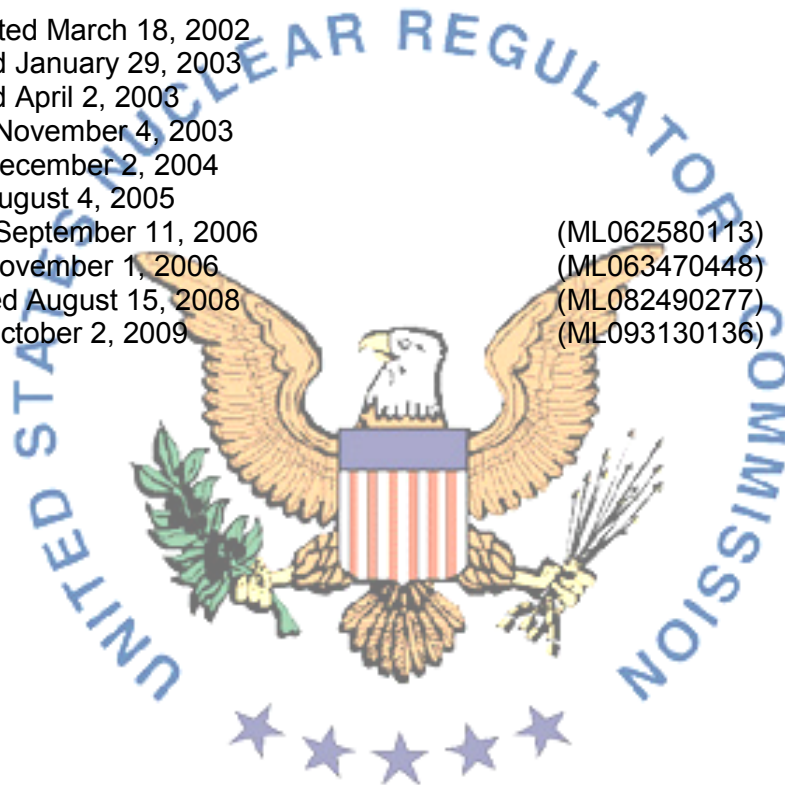 ted March 18, 2002
d January 29, 2003
d April 2, 2003
November 4, 2003
ecember 2, 2004
ugust 4, 2005
September 11, 2006 (ML062580113)
ovember 1, 2006 (ML063470448)
ed August 15, 2008 (ML082490277)
ctober 2, 2009 (ML093130136)
UNITED STATES NUCLEAR REGULATORY COMMISSION